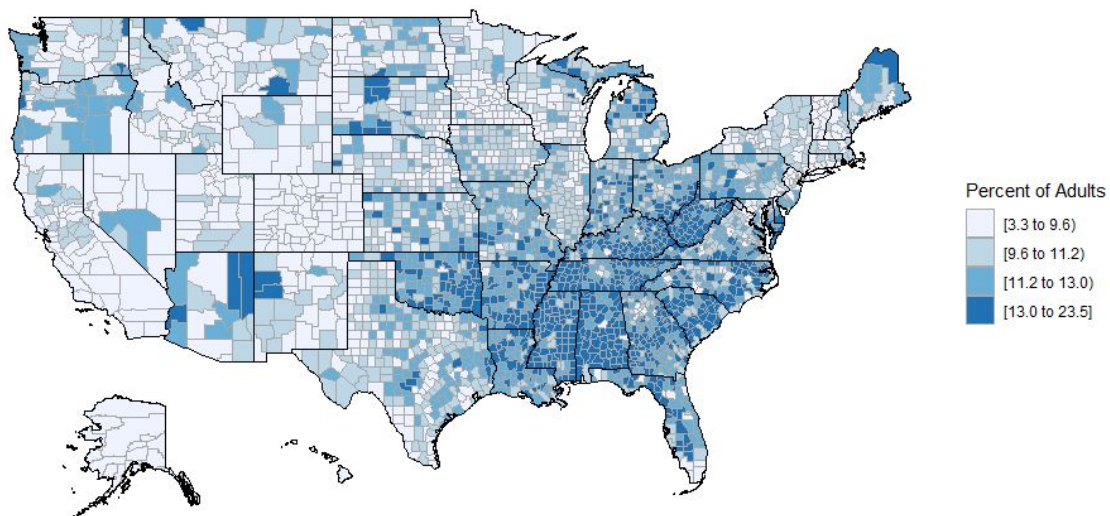 Percent of Adults
[3.3 to 9.6)
[9.6 to 11.2)
[11.2 to 13.0)
[13.0 to 23.5]